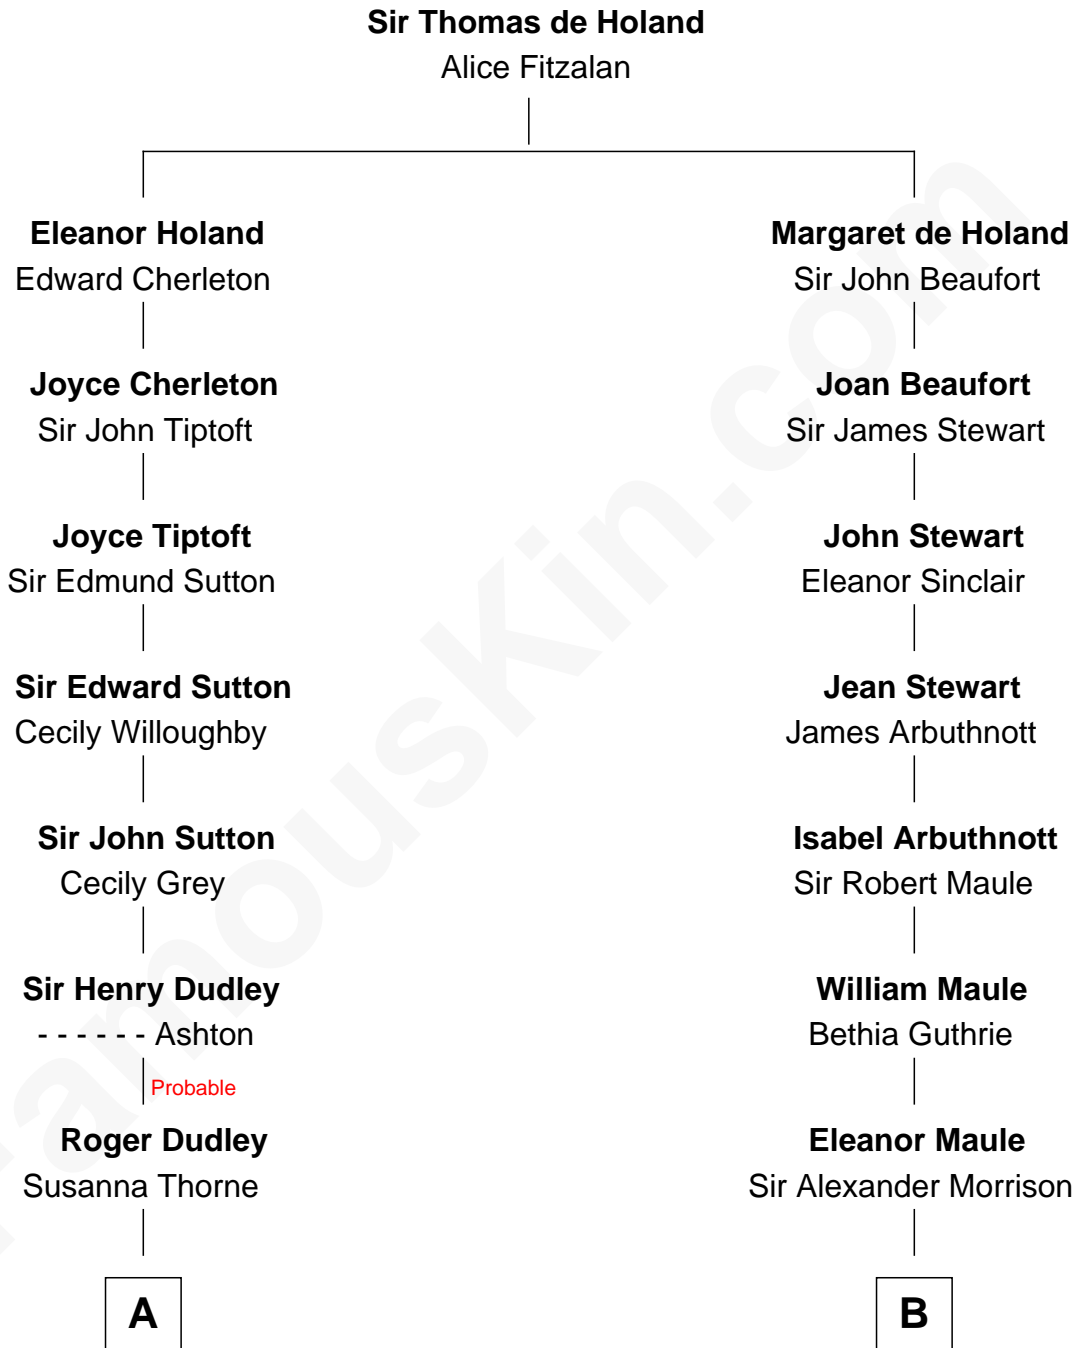 Sir Thomas de Holand
Alice Fitzalan
Eleanor Holand
Edward Cherleton
Joyce Cherleton
Sir John Tiptoft
Joyce Tiptoft
Sir Edmund Sutton
Sir Edward Sutton
Cecily Willoughby
Sir John Sutton
Cecily Grey
Sir Henry Dudley
- - - - - - Ashton
Probable
Roger Dudley
Susanna Thorne
A
Margaret de Holand
Sir John Beaufort
Joan Beaufort
Sir James Stewart
John Stewart
Eleanor Sinclair
Jean Stewart
James Arbuthnott
Isabel Arbuthnott
Sir Robert Maule
William Maule
Bethia Guthrie
Eleanor Maule
Sir Alexander Morrison
B
FamousKin.com